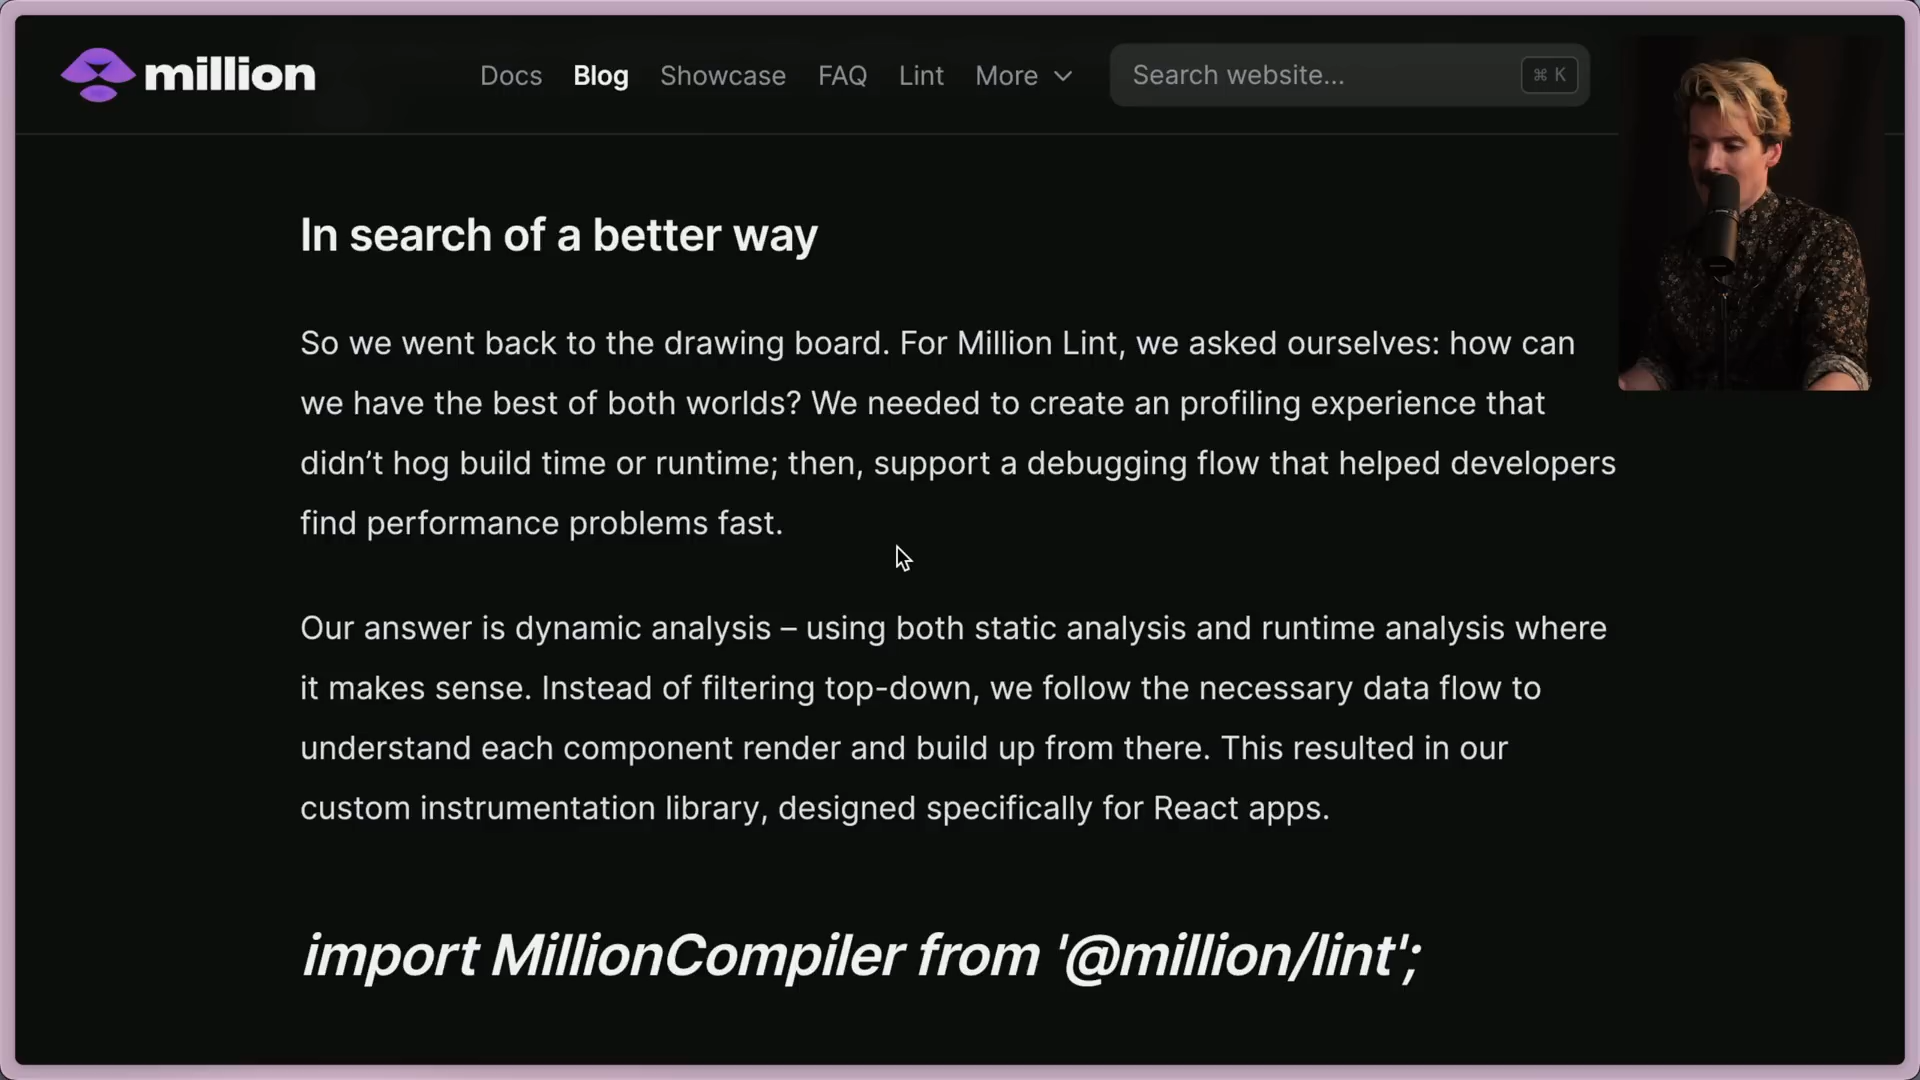 million
Docs Blog Showcase FAQ Lint More Search website... ⌘ K
In search of a better way
So we went back to the drawing board. For Million Lint, we asked ourselves: how can
we have the best of both worlds? We needed to create an profiling experience that
didn’t hog build time or runtime; then, support a debugging flow that helped developers
find performance problems fast.
Our answer is dynamic analysis – using both static analysis and runtime analysis where
it makes sense. Instead of filtering top-down, we follow the necessary data flow to
understand each component render and build up from there. This resulted in our
custom instrumentation library, designed specifically for React apps.
import MillionCompiler from '@million/lint';